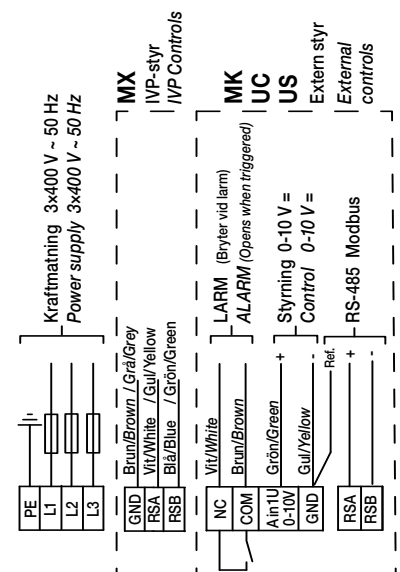 PE
L1
L2
L3
Kraftmatning 3x400 V ~ 50 Hz
Power supply 3x400 V ~ 50 Hz
GND
RSA
RSB
Brun/Brown / Grå/Grey
Vit/White / Gul/Yellow
Blå/Blue / Grön/Green
MX
IVP-styr
IVP Controls
NC
COM
Ain1U
0-10V
GND
Vit/White
Brun/Brown
Grön/Green
Gul/Yellow
+
-
Ref.
LARM (Bryter vid larm)
ALARM (Opens when triggered)
Styrning 0-10 V =
Control 0-10 V =
RSA
RSB
+
-
RS-485 Modbus
MK
UC
US
Extern styr
External
controls